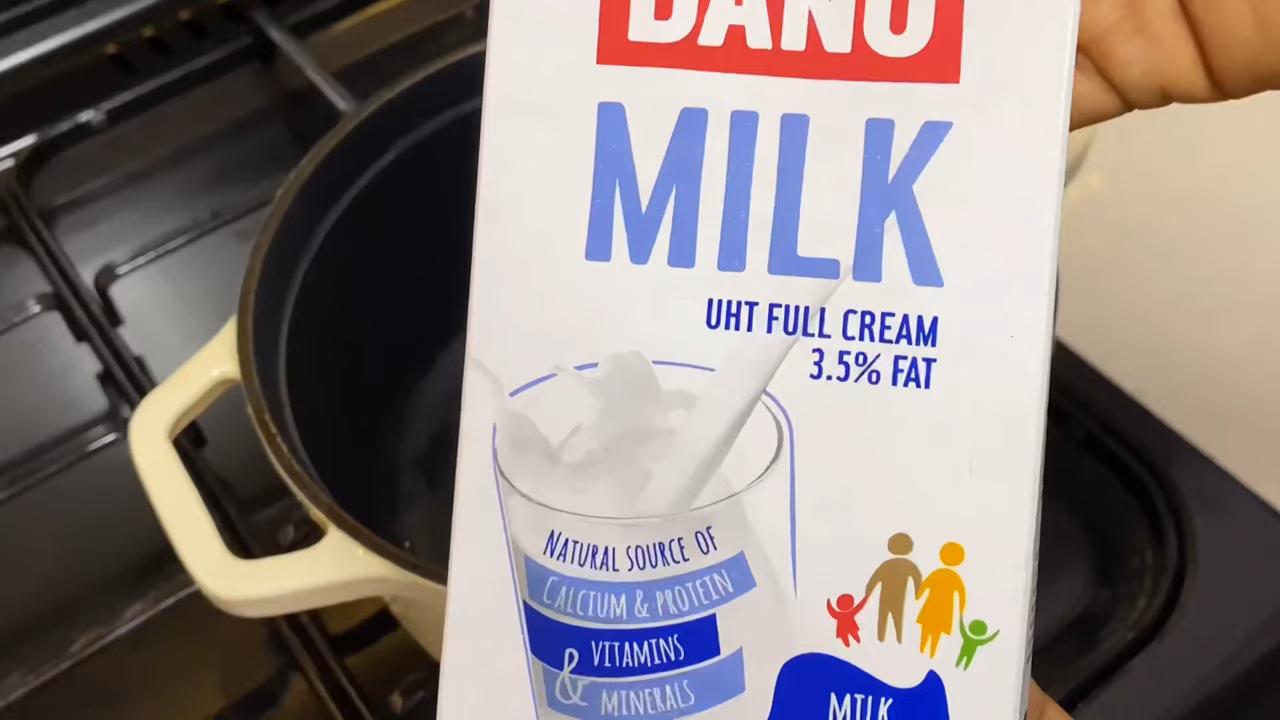 DANO
MILK
UHT FULL CREAM
3.5% FAT
NATURAL SOURCE OF
CALCIUM & PROTEIN
VITAMINS
&
MINERALS
MILK